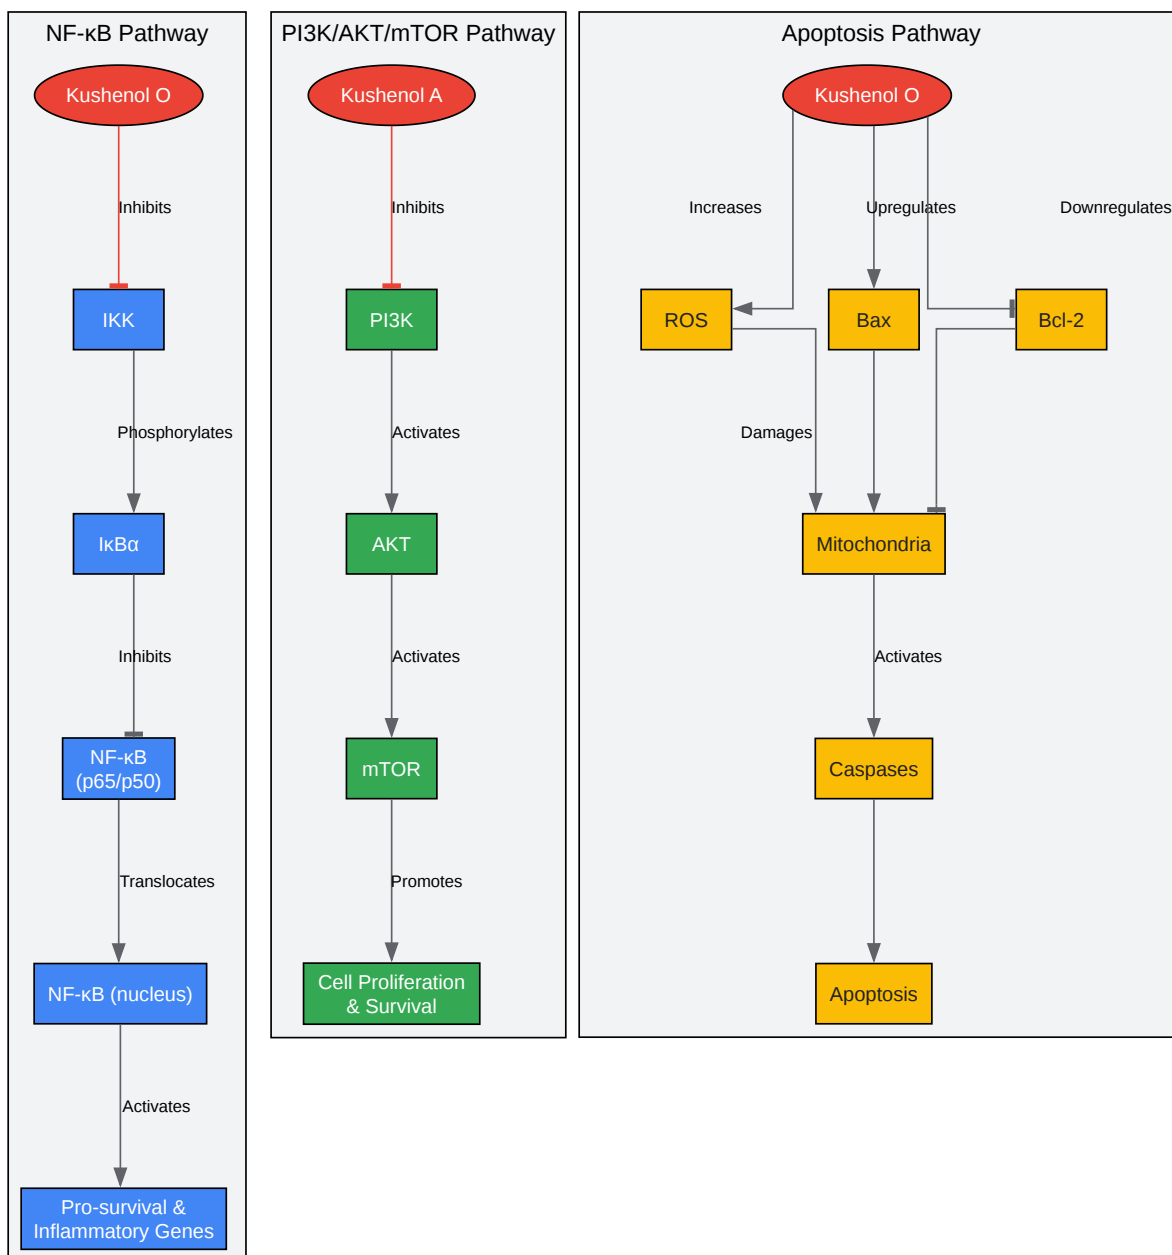 NF-κB Pathway
Kushenol O
Inhibits
IKK
Phosphorylates
IκBα
Inhibits
NF-κB
(p65/p50)
Translocates
NF-κB (nucleus)
Activates
Pro-survival &
Inflammatory Genes
PI3K/AKT/mTOR Pathway
Kushenol A
Inhibits
PI3K
Activates
AKT
Activates
mTOR
Promotes
Cell Proliferation
& Survival
Apoptosis Pathway
Kushenol O
Increases
Upregulates
Downregulates
ROS
Bax
Bcl-2
Damages
Mitochondria
Activates
Caspases
Apoptosis